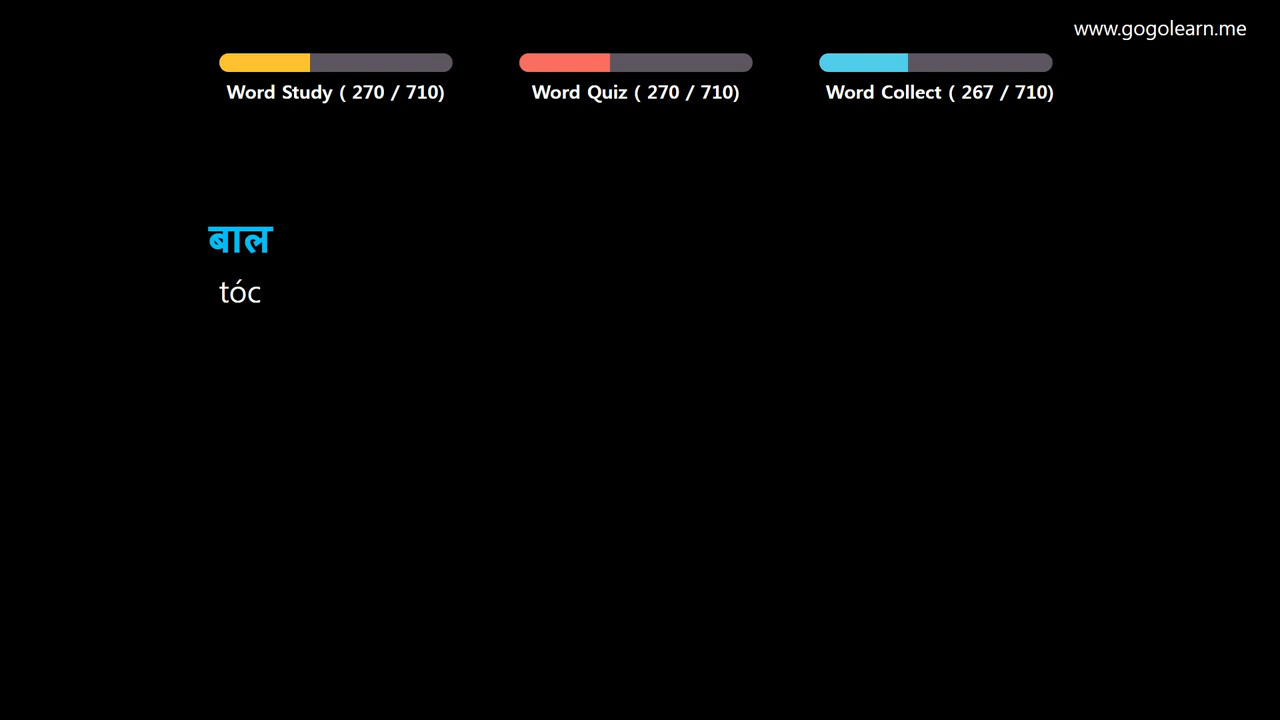 www.gogolearn.me
Word Study ( 270 / 710)
Word Quiz ( 270 / 710)
Word Collect ( 267 / 710)
बाल
tóc